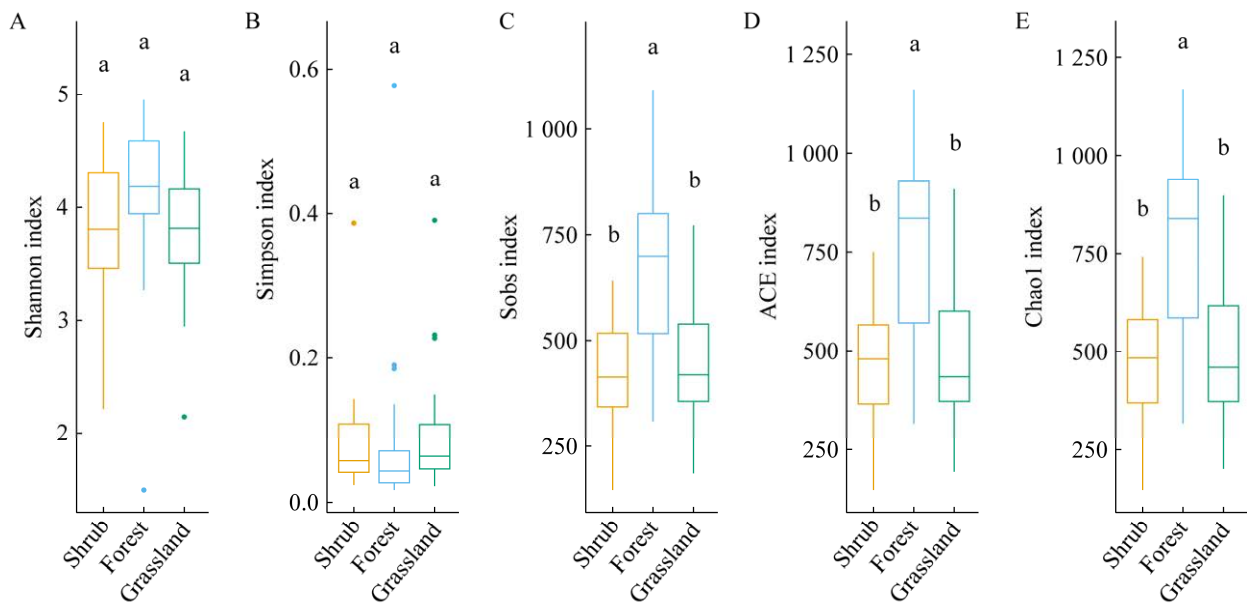 A
Shannon index
5
4
3
2
a
a
a
Shrub
Forest
Grassland
B
Simpson index
0.6
0.4
0.2
0.0
a
a
a
Shrub
Forest
Grassland
C
Sobs index
1 000
750
500
250
b
a
b
Shrub
Forest
Grassland
D
ACE index
1 250
1 000
750
500
250
b
a
b
Shrub
Forest
Grassland
E
Chao1 index
1 250
1 000
750
500
250
b
a
b
Shrub
Forest
Grassland